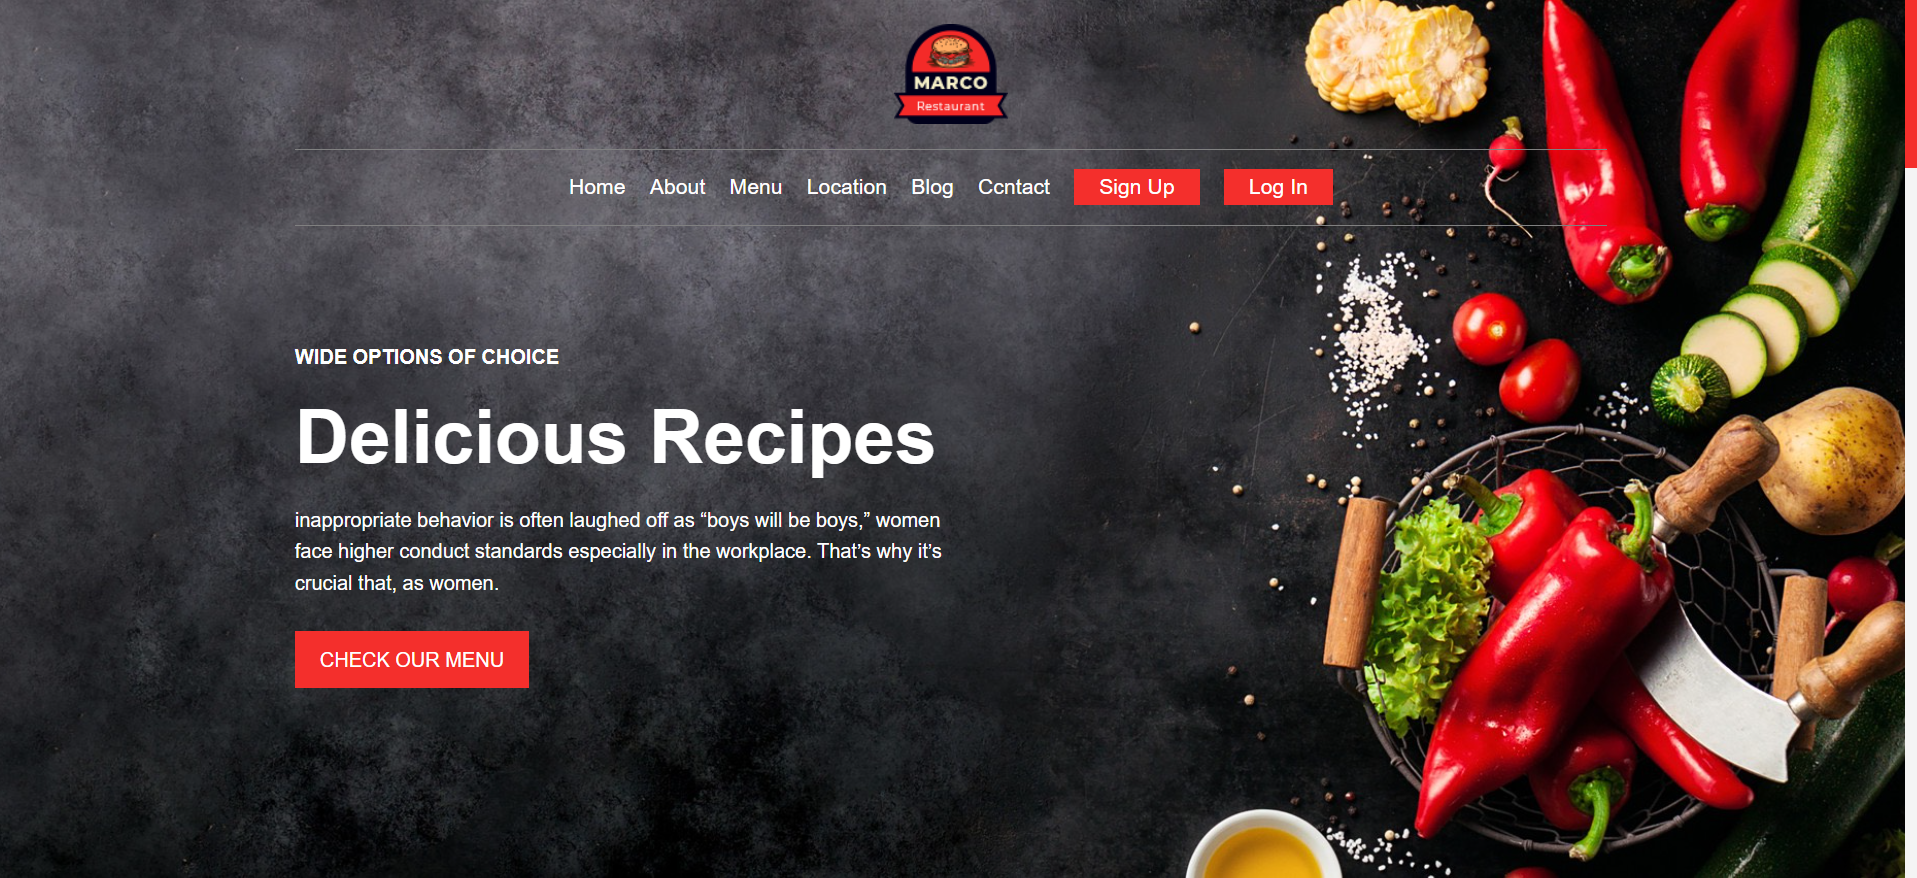 MARCO
Restaurant
Home About Menu Location Blog Ccntact Sign Up Log In
WIDE OPTIONS OF CHOICE
Delicious Recipes
inappropriate behavior is often laughed off as “boys will be boys,” women
face higher conduct standards especially in the workplace. That’s why it’s
crucial that, as women.
CHECK OUR MENU